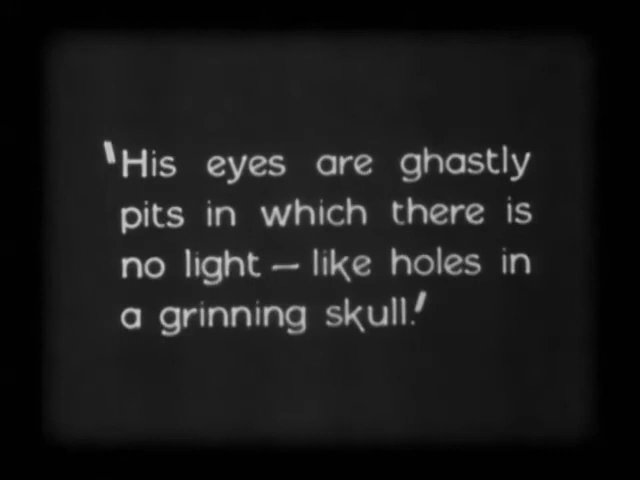 'His eyes are ghastly
pits in which there is
no light — like holes in
a grinning skull.'